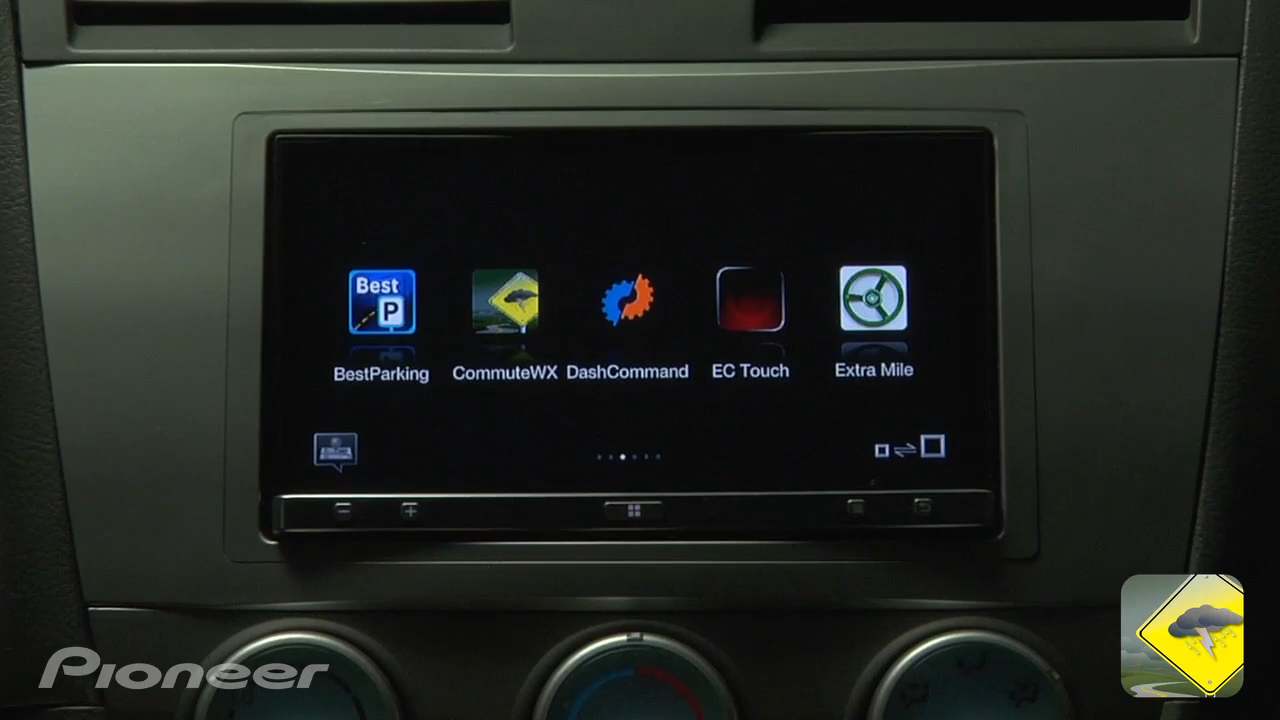 Best
P
BestParking
CommuteWX
DashCommand
EC Touch
Extra Mile
Pioneer